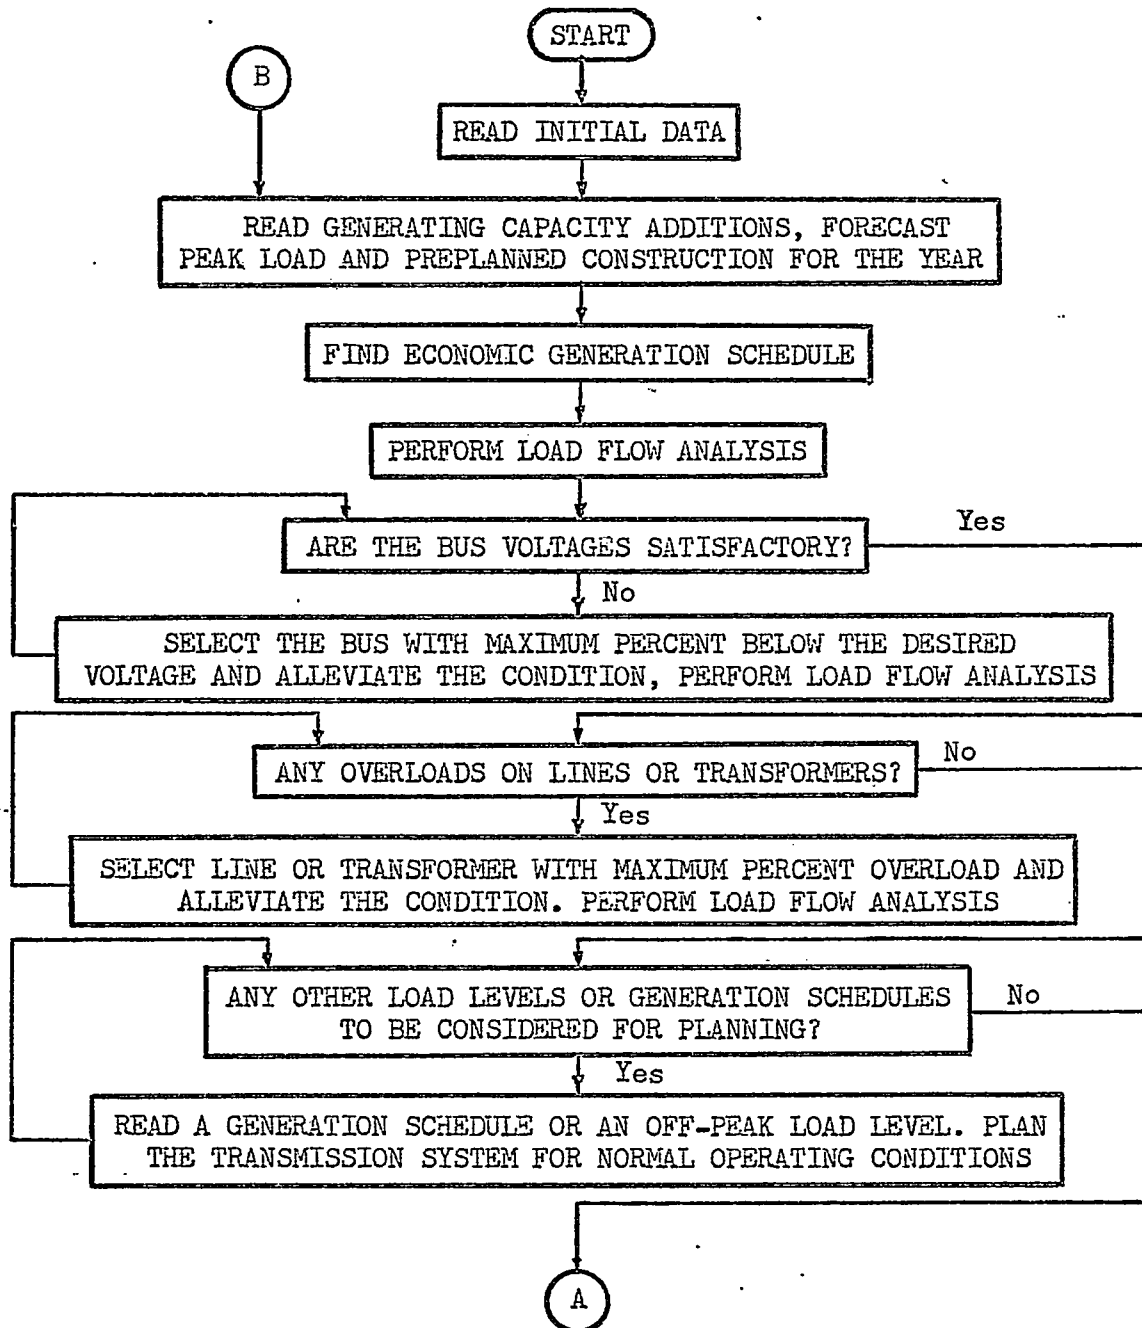 START
B
READ INITIAL DATA
READ GENERATING CAPACITY ADDITIONS, FORECAST
PEAK LOAD AND PREPLANNED CONSTRUCTION FOR THE YEAR
FIND ECONOMIC GENERATION SCHEDULE
PERFORM LOAD FLOW ANALYSIS
ARE THE BUS VOLTAGES SATISFACTORY?
Yes
No
SELECT THE BUS WITH MAXIMUM PERCENT BELOW THE DESIRED
VOLTAGE AND ALLEVIATE THE CONDITION, PERFORM LOAD FLOW ANALYSIS
ANY OVERLOADS ON LINES OR TRANSFORMERS?
No
Yes
SELECT LINE OR TRANSFORMER WITH MAXIMUM PERCENT OVERLOAD AND
ALLEVIATE THE CONDITION. PERFORM LOAD FLOW ANALYSIS
ANY OTHER LOAD LEVELS OR GENERATION SCHEDULES
TO BE CONSIDERED FOR PLANNING?
No
Yes
READ A GENERATION SCHEDULE OR AN OFF-PEAK LOAD LEVEL. PLAN
THE TRANSMISSION SYSTEM FOR NORMAL OPERATING CONDITIONS
A